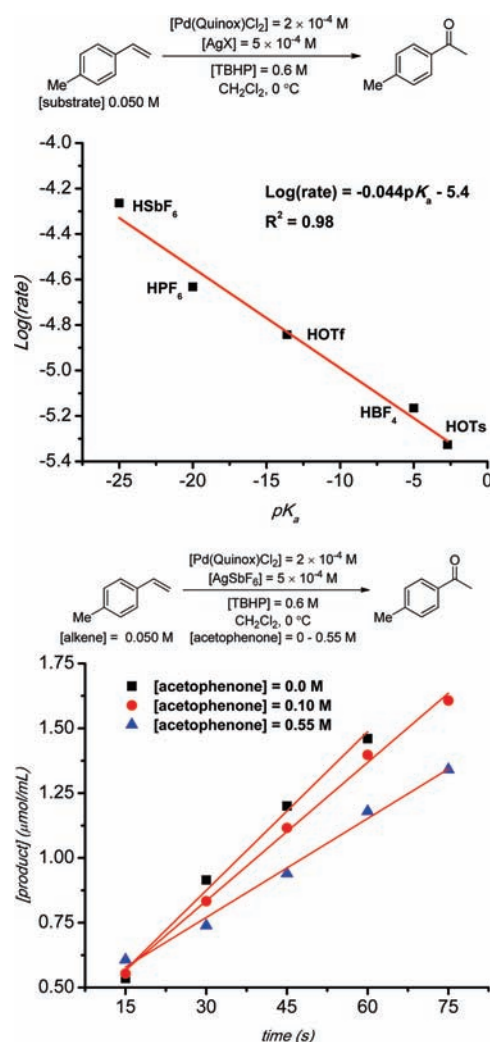 [Pd(Quinox)Cl₂] = 2 × 10⁻⁴ M
[AgX] = 5 × 10⁻⁴ M
[TBHP] = 0.6 M
CH₂Cl₂, 0 °C
Me
[substrate] 0.050 M
O
Me
-4.0
-4.2
-4.4
-4.6
-4.8
-5.0
-5.2
-5.4
Log(rate)
Log(rate) = -0.044pKₐ - 5.4
R² = 0.98
HSbF₆
HPF₆
HOTf
HBF₄
HOTs
-25 -20 -15 -10 -5 0
pKₐ
[Pd(Quinox)Cl₂] = 2 × 10⁻⁴ M
[AgSbF₆] = 5 × 10⁻⁴ M
[TBHP] = 0.6 M
CH₂Cl₂, 0 °C
Me
[alkene] = 0.050 M
[acetophenone] = 0 - 0.55 M
O
Me
1.75
1.50
1.25
1.00
0.75
0.50
[product] (μmol/mL)
[acetophenone] = 0.0 M
[acetophenone] = 0.10 M
[acetophenone] = 0.55 M
15 30 45 60 75
time (s)